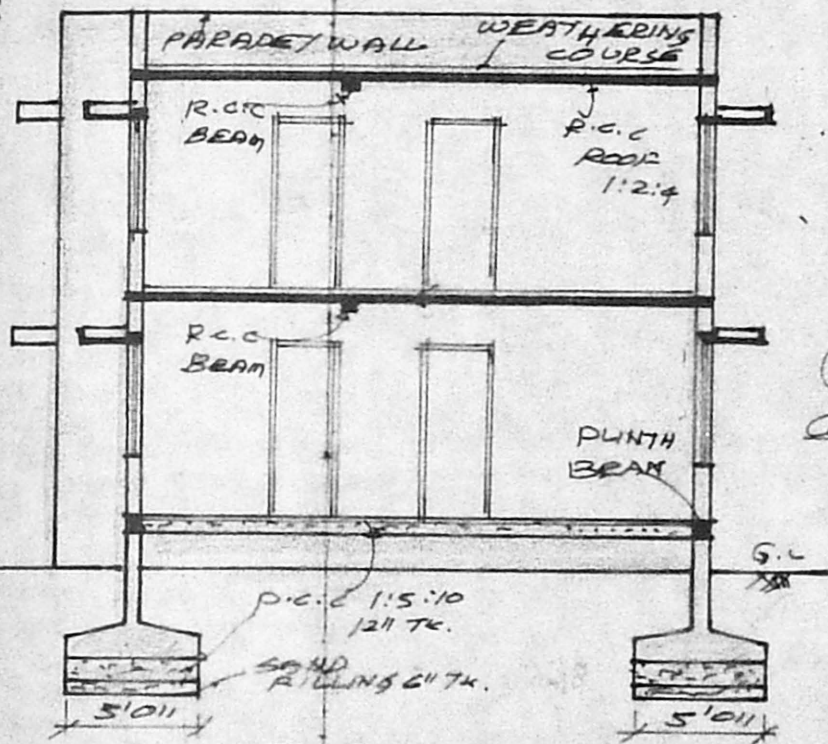 PARAPET WALL
WEATHERING
COURSE
R.C.C
BEAM
R.C.C
ROOF
1:2:4
R.C.C
BEAM
PLINTH
BEAM
G.L
P.C.C 1:5:10
12" TK.
SAND
FILLING 6" TK.
5'0"
5'0"